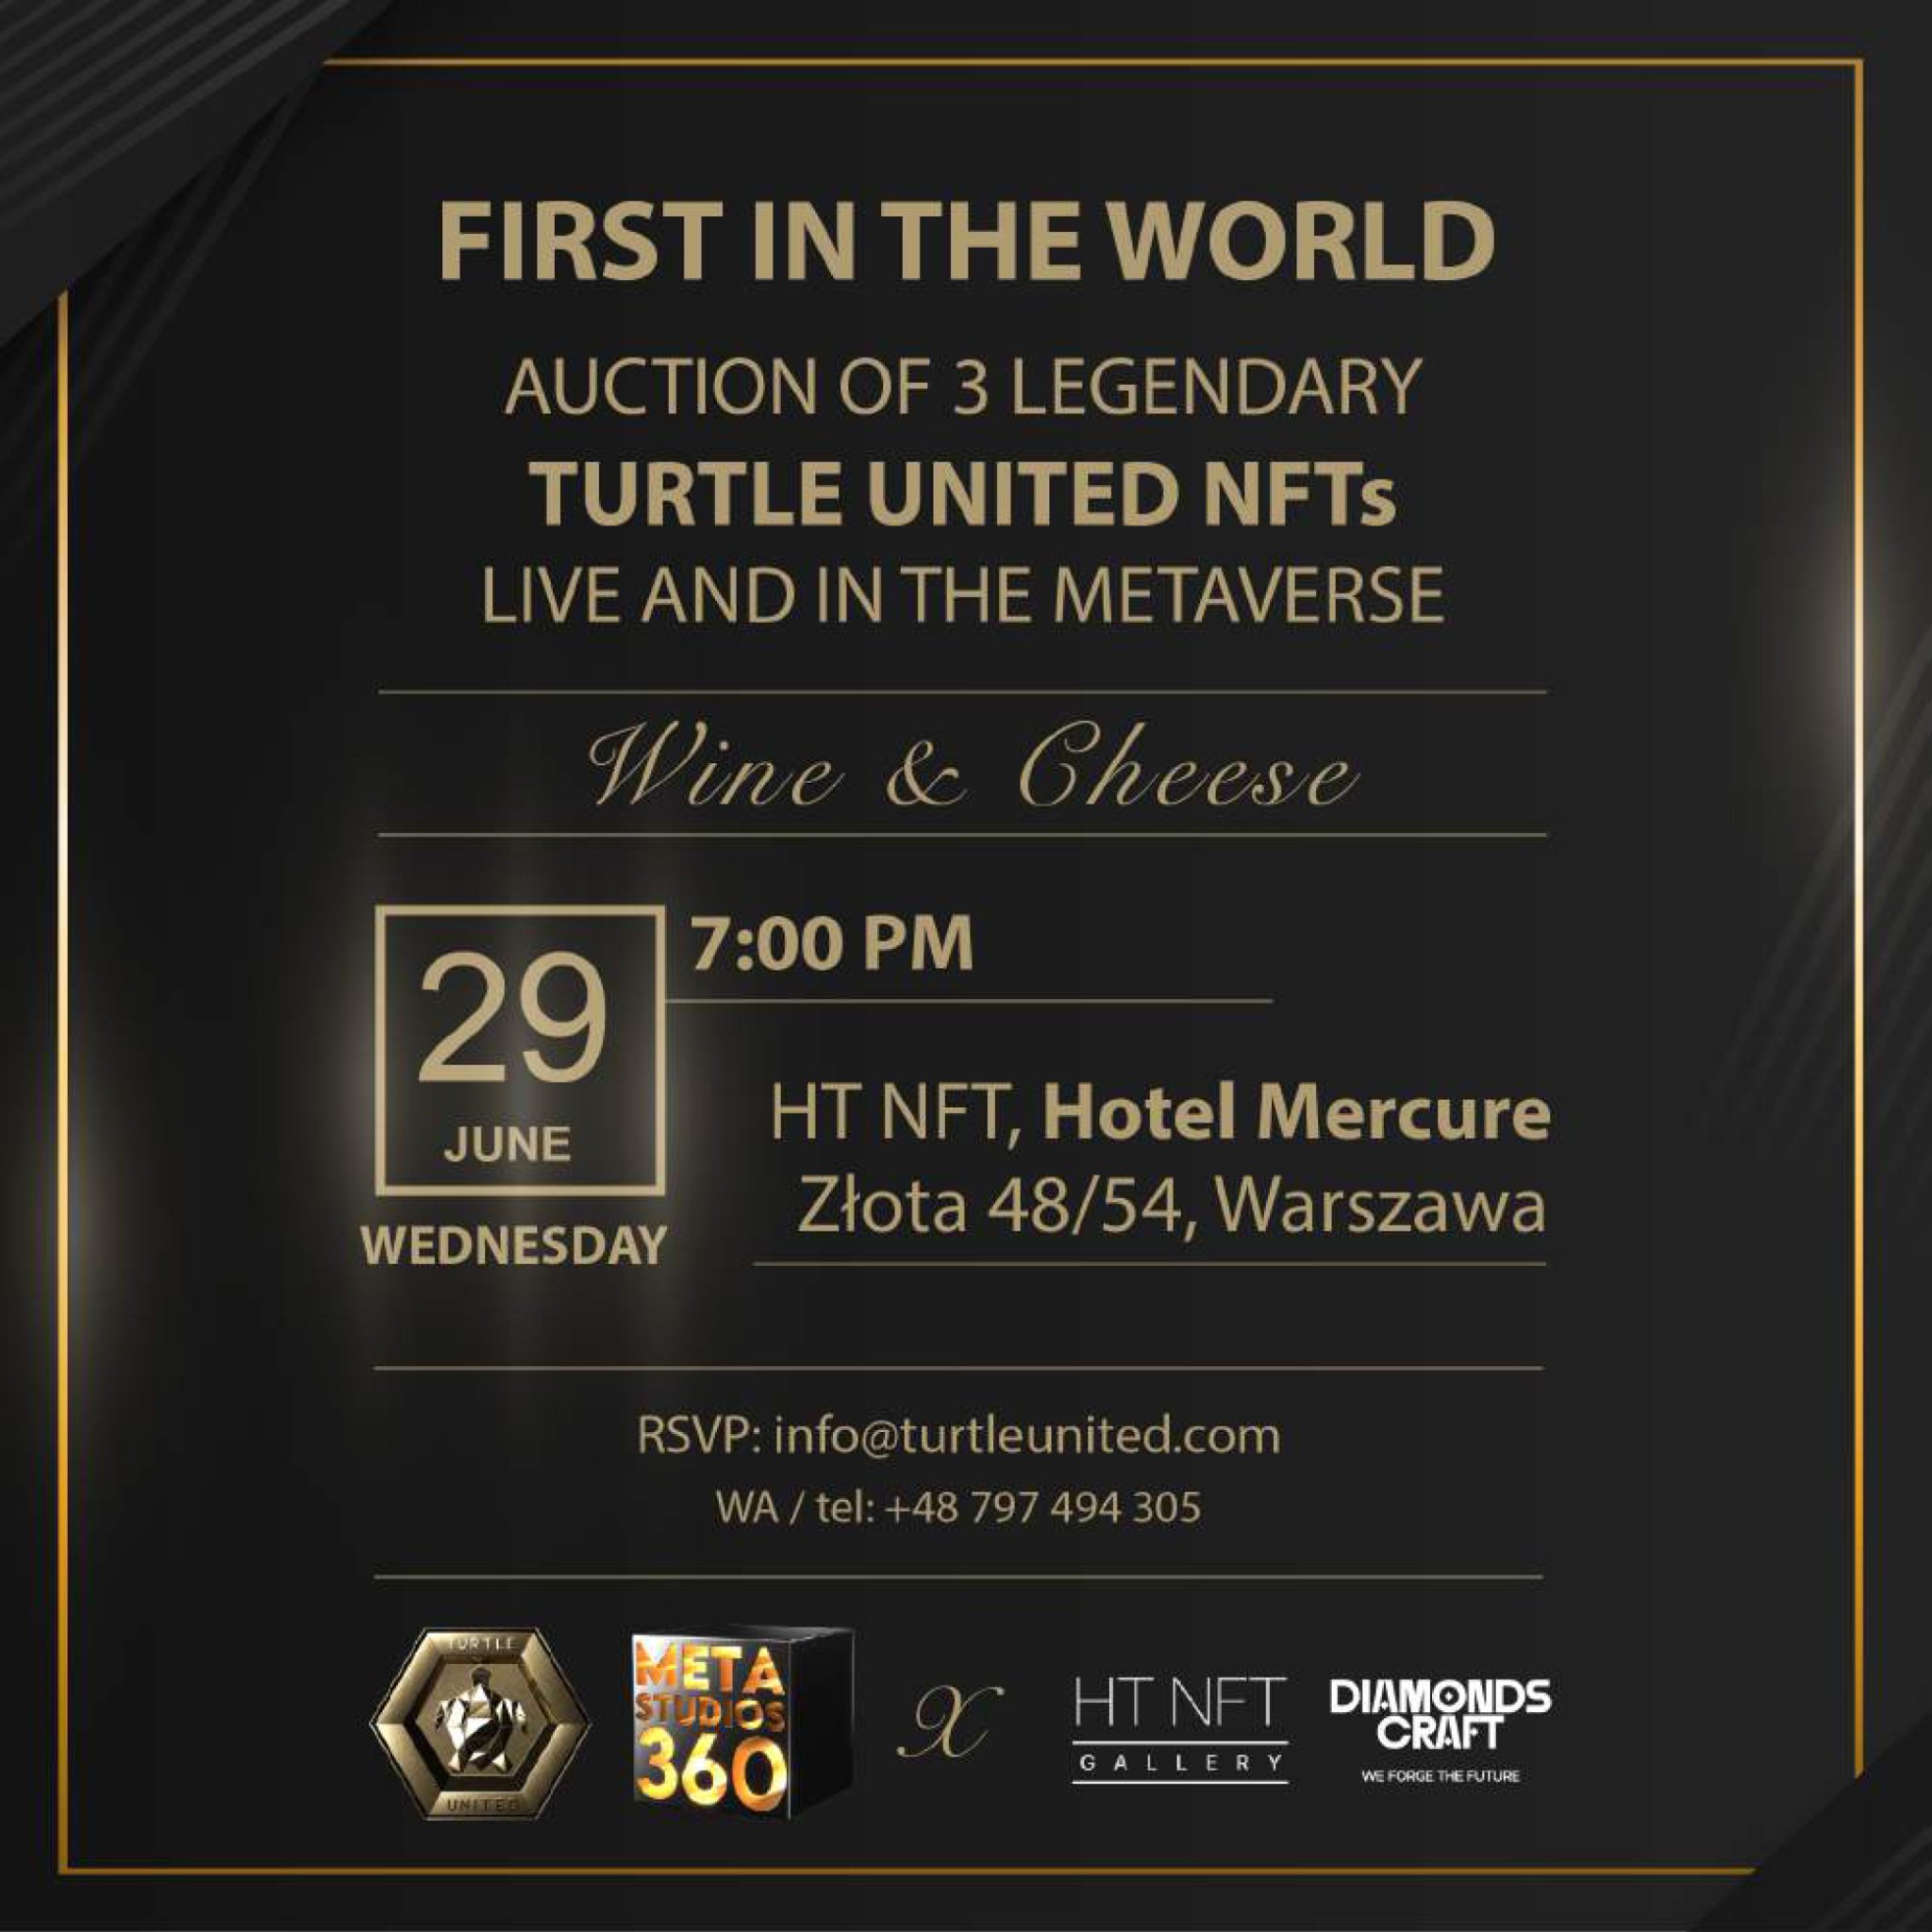 FIRST IN THE WORLD
AUCTION OF 3 LEGENDARY
TURTLE UNITED NFTs
LIVE AND IN THE METAVERSE
Wine & Cheese
29
JUNE
WEDNESDAY
7:00 PM
HT NFT, Hotel Mercure
Złota 48/54, Warszawa
RSVP: info@turtleunited.com
WA / tel: +48 797 494 305
TURTLE
UNITED
META
STUDIOS
360
X
HT NFT
GALLERY
DIAMONDS
CRAFT
WE FORGE THE FUTURE